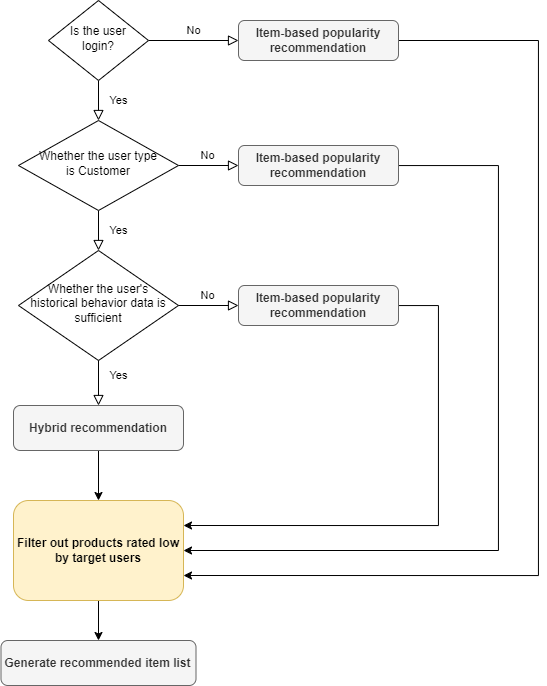 Is the user
login?
No
Item-based popularity
recommendation
Yes
Whether the user type
is Customer
No
Item-based popularity
recommendation
Yes
Whether the user's
historical behavior data is
sufficient
No
Item-based popularity
recommendation
Yes
Hybrid recommendation
Filter out products rated low
by target users
Generate recommended item list